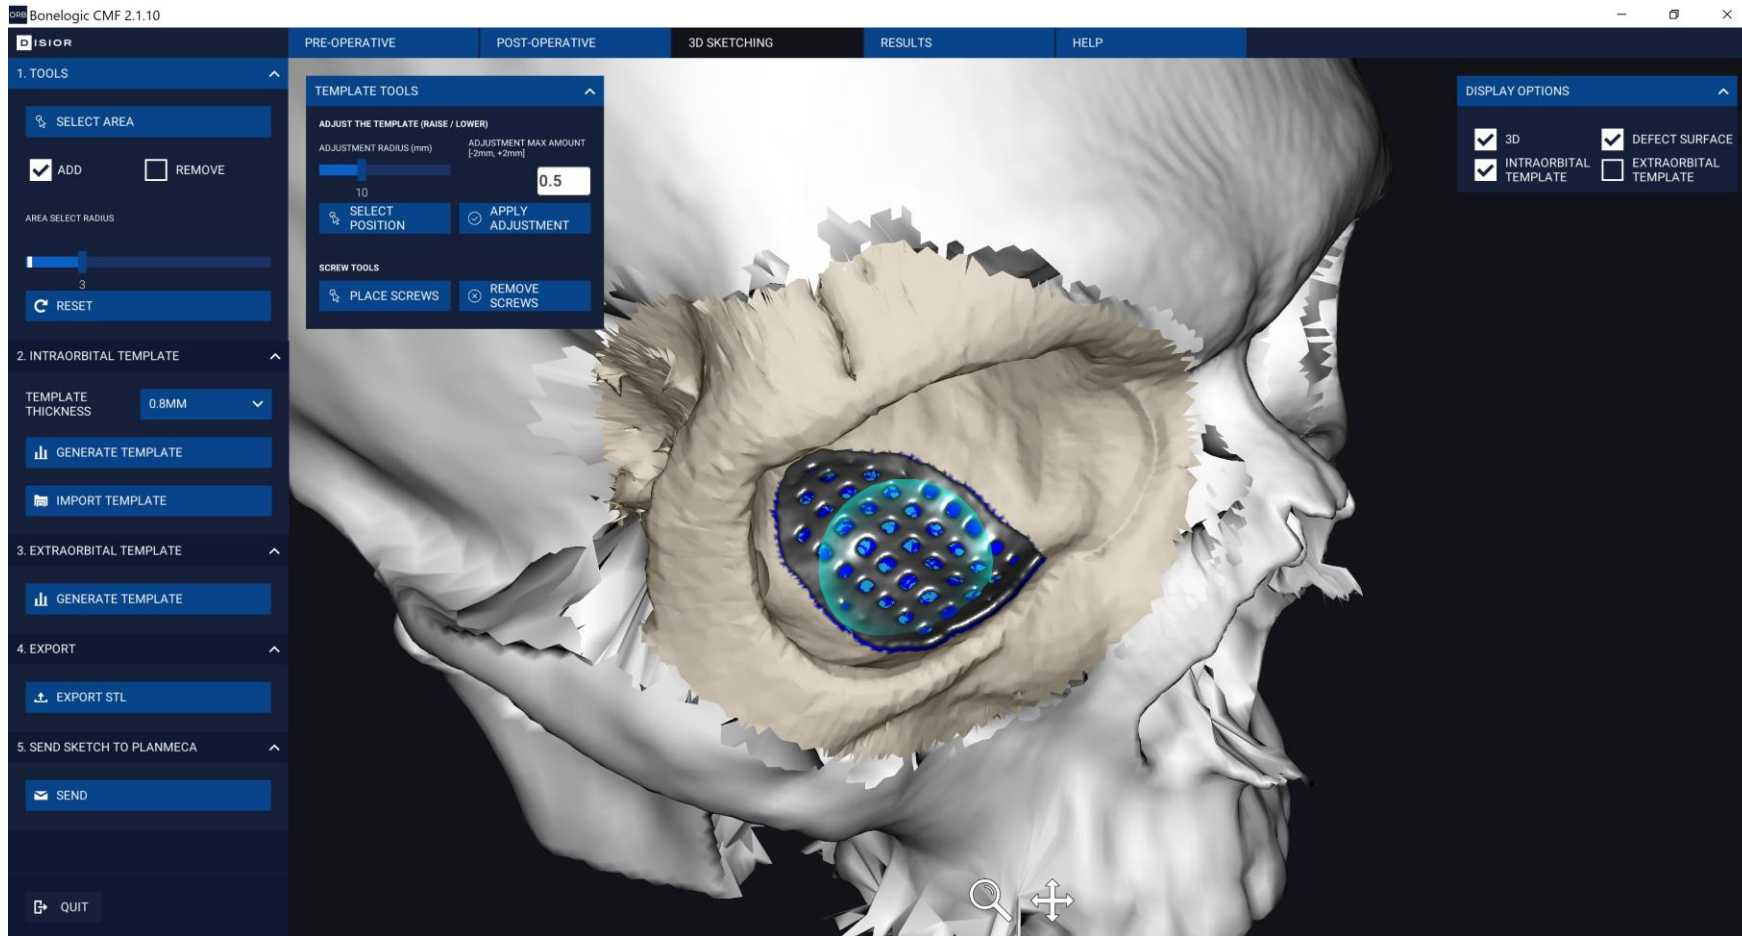 ORB Bonelogic CMF 2.1.10
DISIOR
PRE-OPERATIVE
POST-OPERATIVE
3D SKETCHING
RESULTS
HELP
1. TOOLS
SELECT AREA
ADD
REMOVE
AREA SELECT RADIUS
3
RESET
2. INTRAORBITAL TEMPLATE
TEMPLATE
THICKNESS
0.8MM
GENERATE TEMPLATE
IMPORT TEMPLATE
3. EXTRAORBITAL TEMPLATE
GENERATE TEMPLATE
4. EXPORT
EXPORT STL
5. SEND SKETCH TO PLANMECA
SEND
QUIT
TEMPLATE TOOLS
ADJUST THE TEMPLATE (RAISE / LOWER)
ADJUSTMENT RADIUS (mm)
10
ADJUSTMENT MAX AMOUNT
[-2mm, +2mm]
0.5
SELECT
POSITION
APPLY
ADJUSTMENT
SCREW TOOLS
PLACE SCREWS
REMOVE
SCREWS
DISPLAY OPTIONS
3D
DEFECT SURFACE
INTRAORBITAL
TEMPLATE
EXTRAORBITAL
TEMPLATE